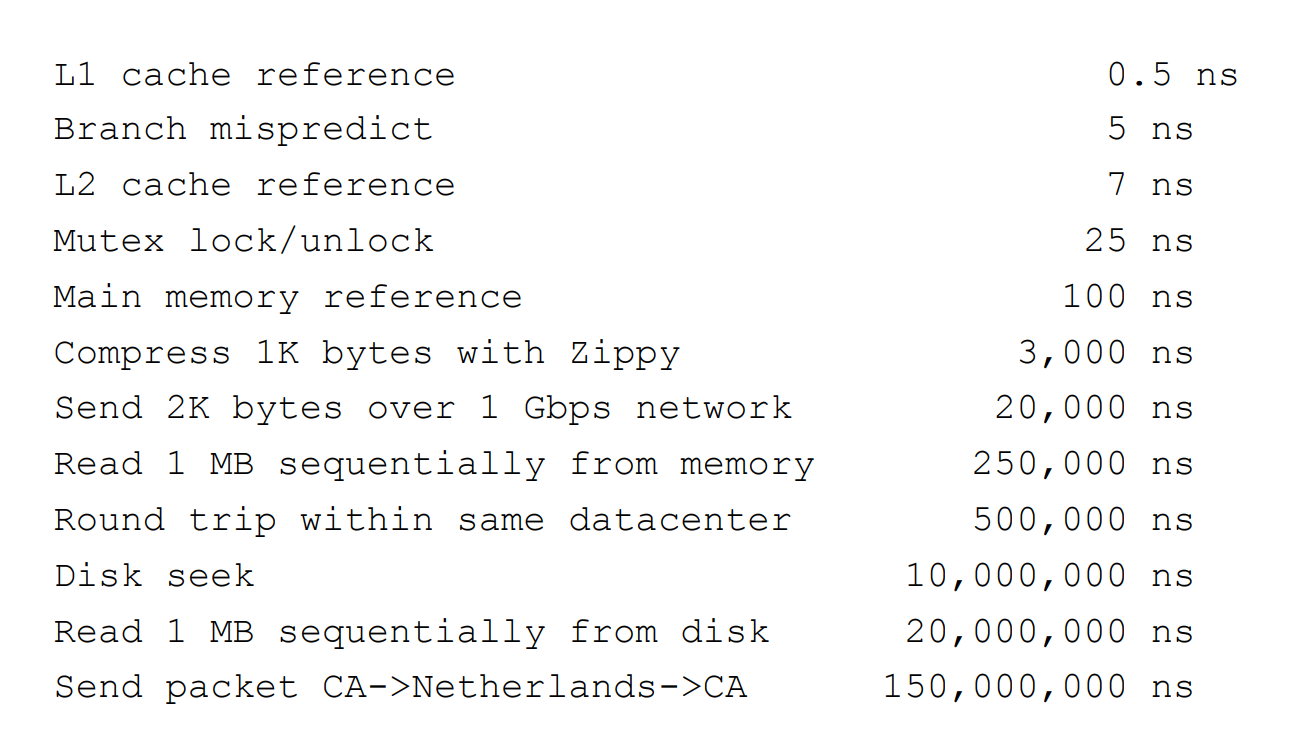 L1 cache reference 0.5 ns
Branch mispredict 5 ns
L2 cache reference 7 ns
Mutex lock/unlock 25 ns
Main memory reference 100 ns
Compress 1K bytes with Zippy 3,000 ns
Send 2K bytes over 1 Gbps network 20,000 ns
Read 1 MB sequentially from memory 250,000 ns
Round trip within same datacenter 500,000 ns
Disk seek 10,000,000 ns
Read 1 MB sequentially from disk 20,000,000 ns
Send packet CA->Netherlands->CA 150,000,000 ns